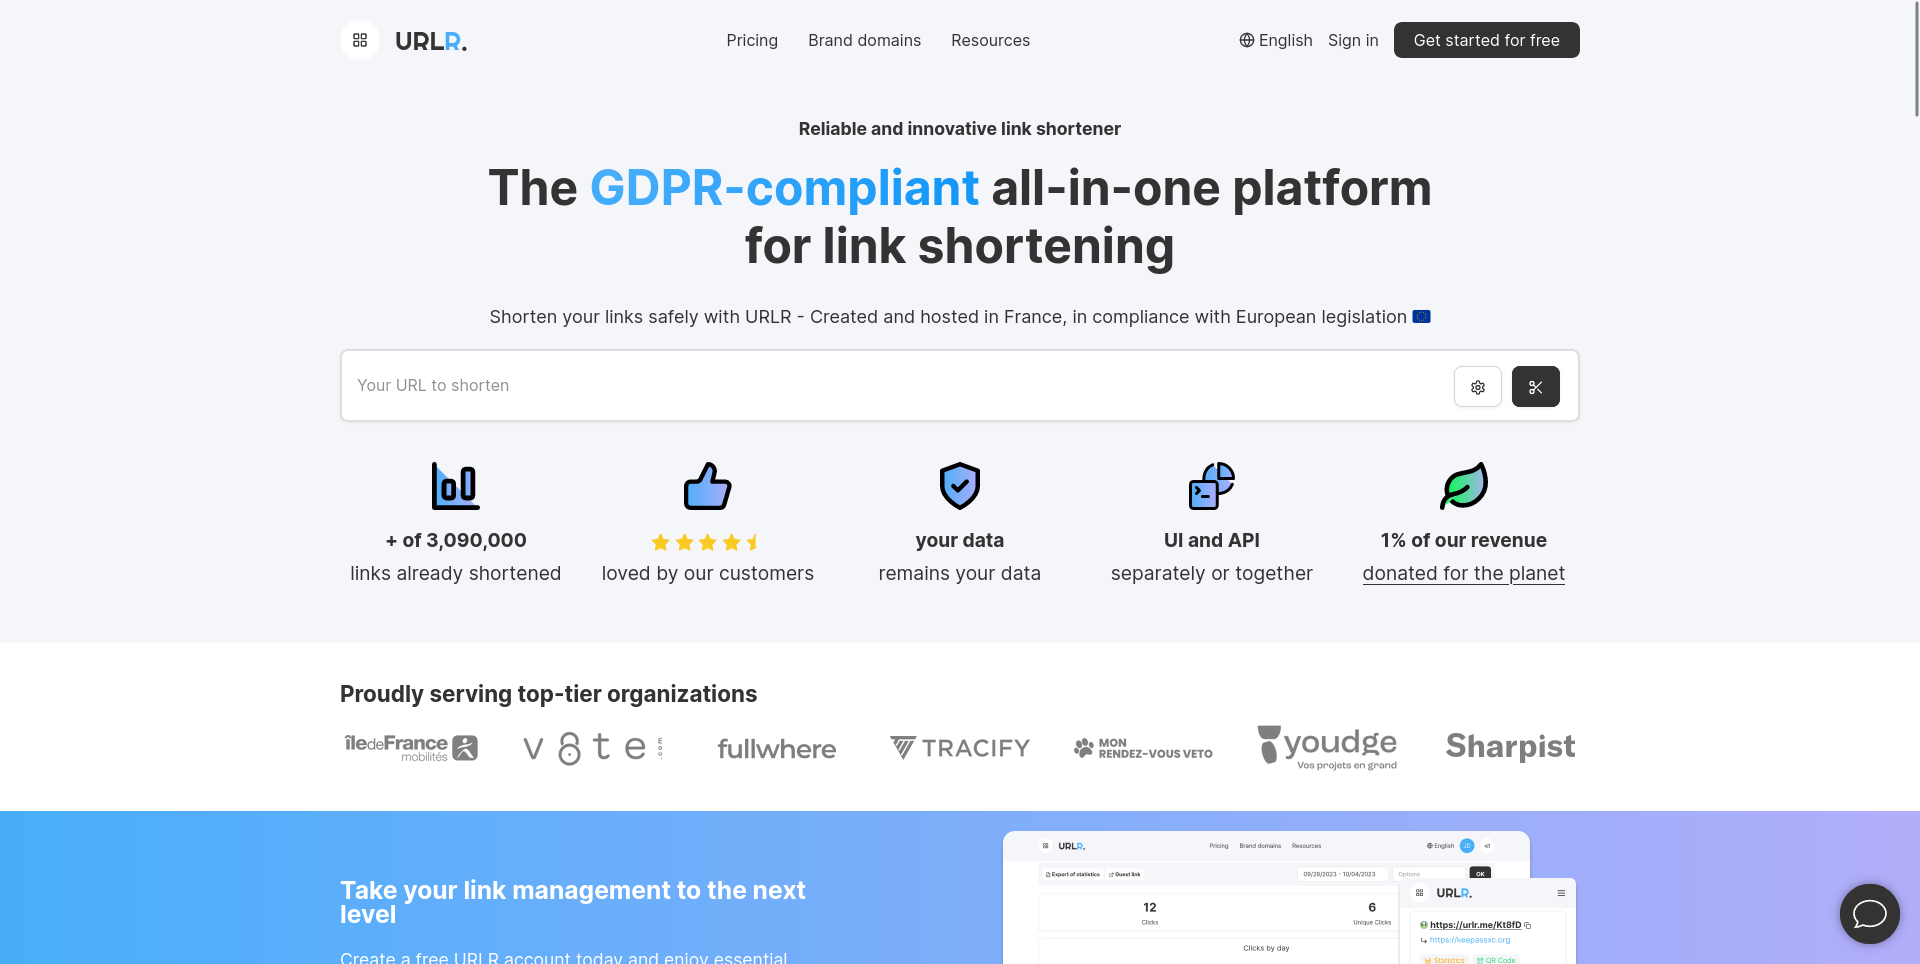 URLR.
Pricing
Brand domains
Resources
English
Sign in
Get started for free
Reliable and innovative link shortener
The GDPR-compliant all-in-one platform
for link shortening
Shorten your links safely with URLR - Created and hosted in France, in compliance with European legislation
Your URL to shorten
+ of 3,090,000
links already shortened
loved by our customers
your data
remains your data
UI and API
separately or together
1% of our revenue
donated for the planet
Proudly serving top-tier organizations
île de France
mobilités
vote
fullwhere
TRACIFY
MON
RENDEZ-VOUS VETO
youdge
Vos projets en grand
Sharpist
Take your link management to the next
level
Create a free URLR account today and enjoy essential
URLR.
Pricing
Brand domains
Resources
English
JD
Export of statistics
Guest link
09/28/2023 - 10/04/2023
Options
OK
12
Clicks
6
Unique Clicks
Clicks by day
URLR.
https://urlr.me/Kt8fD
https://keepassxc.org
Statistics
QR Code